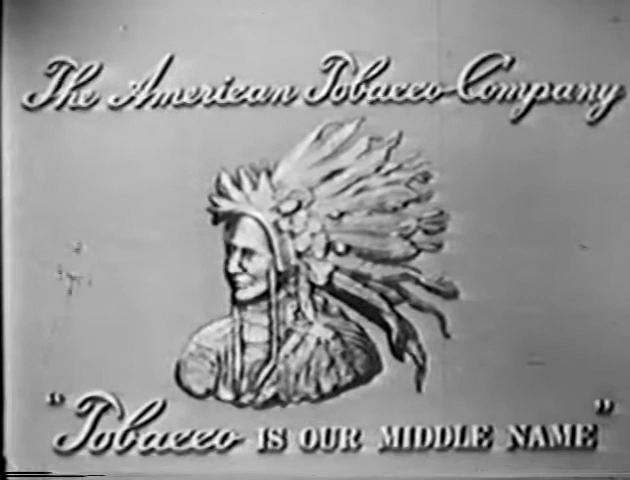 The American Tobacco Company
"Tobacco IS OUR MIDDLE NAME"